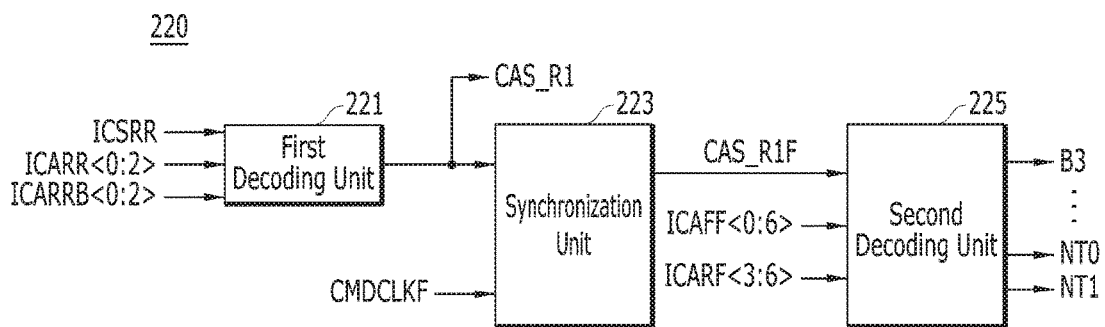 220
CAS_R1
221
223
225
ICSRR
ICARR<0:2>
ICARRB<0:2>
First
Decoding Unit
CAS_R1F
B3
Synchronization
Unit
ICAFF<0:6>
ICARF<3:6>
Second
Decoding Unit
NT0
NT1
CMDCLKF